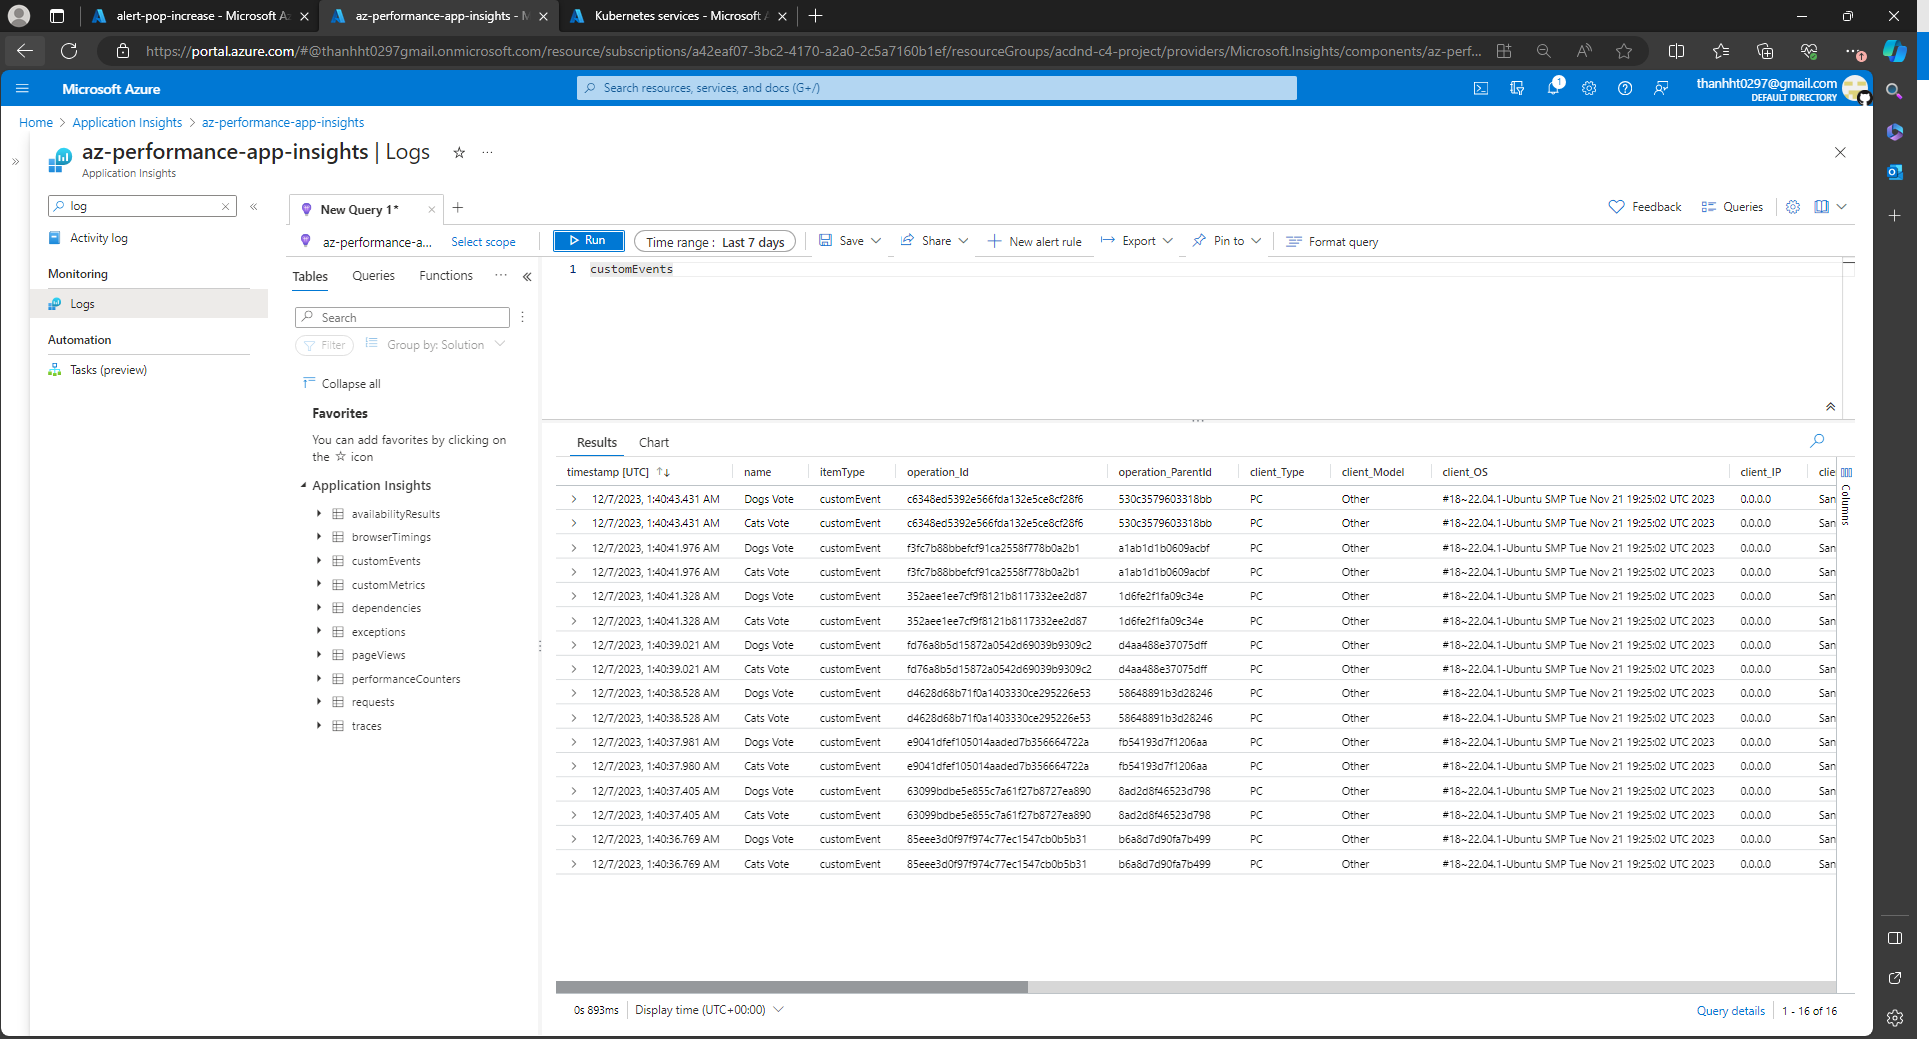 alert-pop-increase - Microsoft Az
az-performance-app-insights - M
Kubernetes services - Microsoft A
https://portal.azure.com/#@thanhht0297gmail.onmicrosoft.com/resource/subscriptions/a42eaf07-3bc2-4170-a2a0-2c5a7160b1ef/resourceGroups/acdnd-c4-project/providers/Microsoft.Insights/components/az-perf...
Microsoft Azure
Search resources, services, and docs (G+/)
1
thanhht0297@gmail.com
DEFAULT DIRECTORY
Home > Application Insights > az-performance-app-insights
az-performance-app-insights | Logs
Application Insights
log
Activity log
Monitoring
Logs
Automation
Tasks (preview)
New Query 1*
Feedback
Queries
az-performance-a...
Select scope
Run
Time range : Last 7 days
Save
Share
New alert rule
Export
Pin to
Format query
Tables
Queries
Functions
1 customEvents
Search
Filter
Group by: Solution
Collapse all
Favorites
You can add favorites by clicking on
the ☆ icon
Application Insights
availabilityResults
browserTimings
customEvents
customMetrics
dependencies
exceptions
pageViews
performanceCounters
requests
traces
Results
Chart
timestamp [UTC] name itemType operation_Id operation_ParentId client_Type client_Model client_OS client_IP clie
12/7/2023, 1:40:43.431 AM Dogs Vote customEvent c6348ed5392e566fda132e5ce8cf28f6 530c3579603318bb PC Other #18~22.04.1-Ubuntu SMP Tue Nov 21 19:25:02 UTC 2023 0.0.0.0 San
12/7/2023, 1:40:43.431 AM Cats Vote customEvent c6348ed5392e566fda132e5ce8cf28f6 530c3579603318bb PC Other #18~22.04.1-Ubuntu SMP Tue Nov 21 19:25:02 UTC 2023 0.0.0.0 San
12/7/2023, 1:40:41.976 AM Dogs Vote customEvent f3fc7b88bbefcf91ca2558f778b0a2b1 a1ab1d1b0609acbf PC Other #18~22.04.1-Ubuntu SMP Tue Nov 21 19:25:02 UTC 2023 0.0.0.0 San
12/7/2023, 1:40:41.976 AM Cats Vote customEvent f3fc7b88bbefcf91ca2558f778b0a2b1 a1ab1d1b0609acbf PC Other #18~22.04.1-Ubuntu SMP Tue Nov 21 19:25:02 UTC 2023 0.0.0.0 San
12/7/2023, 1:40:41.328 AM Dogs Vote customEvent 352aee1ee7cf9f8121b8117332ee2d87 1d6fe2f1fa09c34e PC Other #18~22.04.1-Ubuntu SMP Tue Nov 21 19:25:02 UTC 2023 0.0.0.0 San
12/7/2023, 1:40:41.328 AM Cats Vote customEvent 352aee1ee7cf9f8121b8117332ee2d87 1d6fe2f1fa09c34e PC Other #18~22.04.1-Ubuntu SMP Tue Nov 21 19:25:02 UTC 2023 0.0.0.0 San
12/7/2023, 1:40:39.021 AM Dogs Vote customEvent fd76a8b5d15872a0542d69039b9309c2 d4aa488e37075dff PC Other #18~22.04.1-Ubuntu SMP Tue Nov 21 19:25:02 UTC 2023 0.0.0.0 San
12/7/2023, 1:40:39.021 AM Cats Vote customEvent fd76a8b5d15872a0542d69039b9309c2 d4aa488e37075dff PC Other #18~22.04.1-Ubuntu SMP Tue Nov 21 19:25:02 UTC 2023 0.0.0.0 San
12/7/2023, 1:40:38.528 AM Dogs Vote customEvent d4628d68b71f0a1403330ce295226e53 58648891b3d28246 PC Other #18~22.04.1-Ubuntu SMP Tue Nov 21 19:25:02 UTC 2023 0.0.0.0 San
12/7/2023, 1:40:38.528 AM Cats Vote customEvent d4628d68b71f0a1403330ce295226e53 58648891b3d28246 PC Other #18~22.04.1-Ubuntu SMP Tue Nov 21 19:25:02 UTC 2023 0.0.0.0 San
12/7/2023, 1:40:37.981 AM Dogs Vote customEvent e9041dfef105014aaded7b356664722a fb54193d7f1206aa PC Other #18~22.04.1-Ubuntu SMP Tue Nov 21 19:25:02 UTC 2023 0.0.0.0 San
12/7/2023, 1:40:37.980 AM Cats Vote customEvent e9041dfef105014aaded7b356664722a fb54193d7f1206aa PC Other #18~22.04.1-Ubuntu SMP Tue Nov 21 19:25:02 UTC 2023 0.0.0.0 San
12/7/2023, 1:40:37.405 AM Dogs Vote customEvent 63099bdbe5e855c7a61f27b8727ea890 8ad2d8f46523d798 PC Other #18~22.04.1-Ubuntu SMP Tue Nov 21 19:25:02 UTC 2023 0.0.0.0 San
12/7/2023, 1:40:37.405 AM Cats Vote customEvent 63099bdbe5e855c7a61f27b8727ea890 8ad2d8f46523d798 PC Other #18~22.04.1-Ubuntu SMP Tue Nov 21 19:25:02 UTC 2023 0.0.0.0 San
12/7/2023, 1:40:36.769 AM Dogs Vote customEvent 85eee3d0f97f974c77ec1547cb0b5b31 b6a8d7d90fa7b499 PC Other #18~22.04.1-Ubuntu SMP Tue Nov 21 19:25:02 UTC 2023 0.0.0.0 San
12/7/2023, 1:40:36.769 AM Cats Vote customEvent 85eee3d0f97f974c77ec1547cb0b5b31 b6a8d7d90fa7b499 PC Other #18~22.04.1-Ubuntu SMP Tue Nov 21 19:25:02 UTC 2023 0.0.0.0 San
Columns
0s 893ms
Display time (UTC+00:00)
Query details
1 - 16 of 16